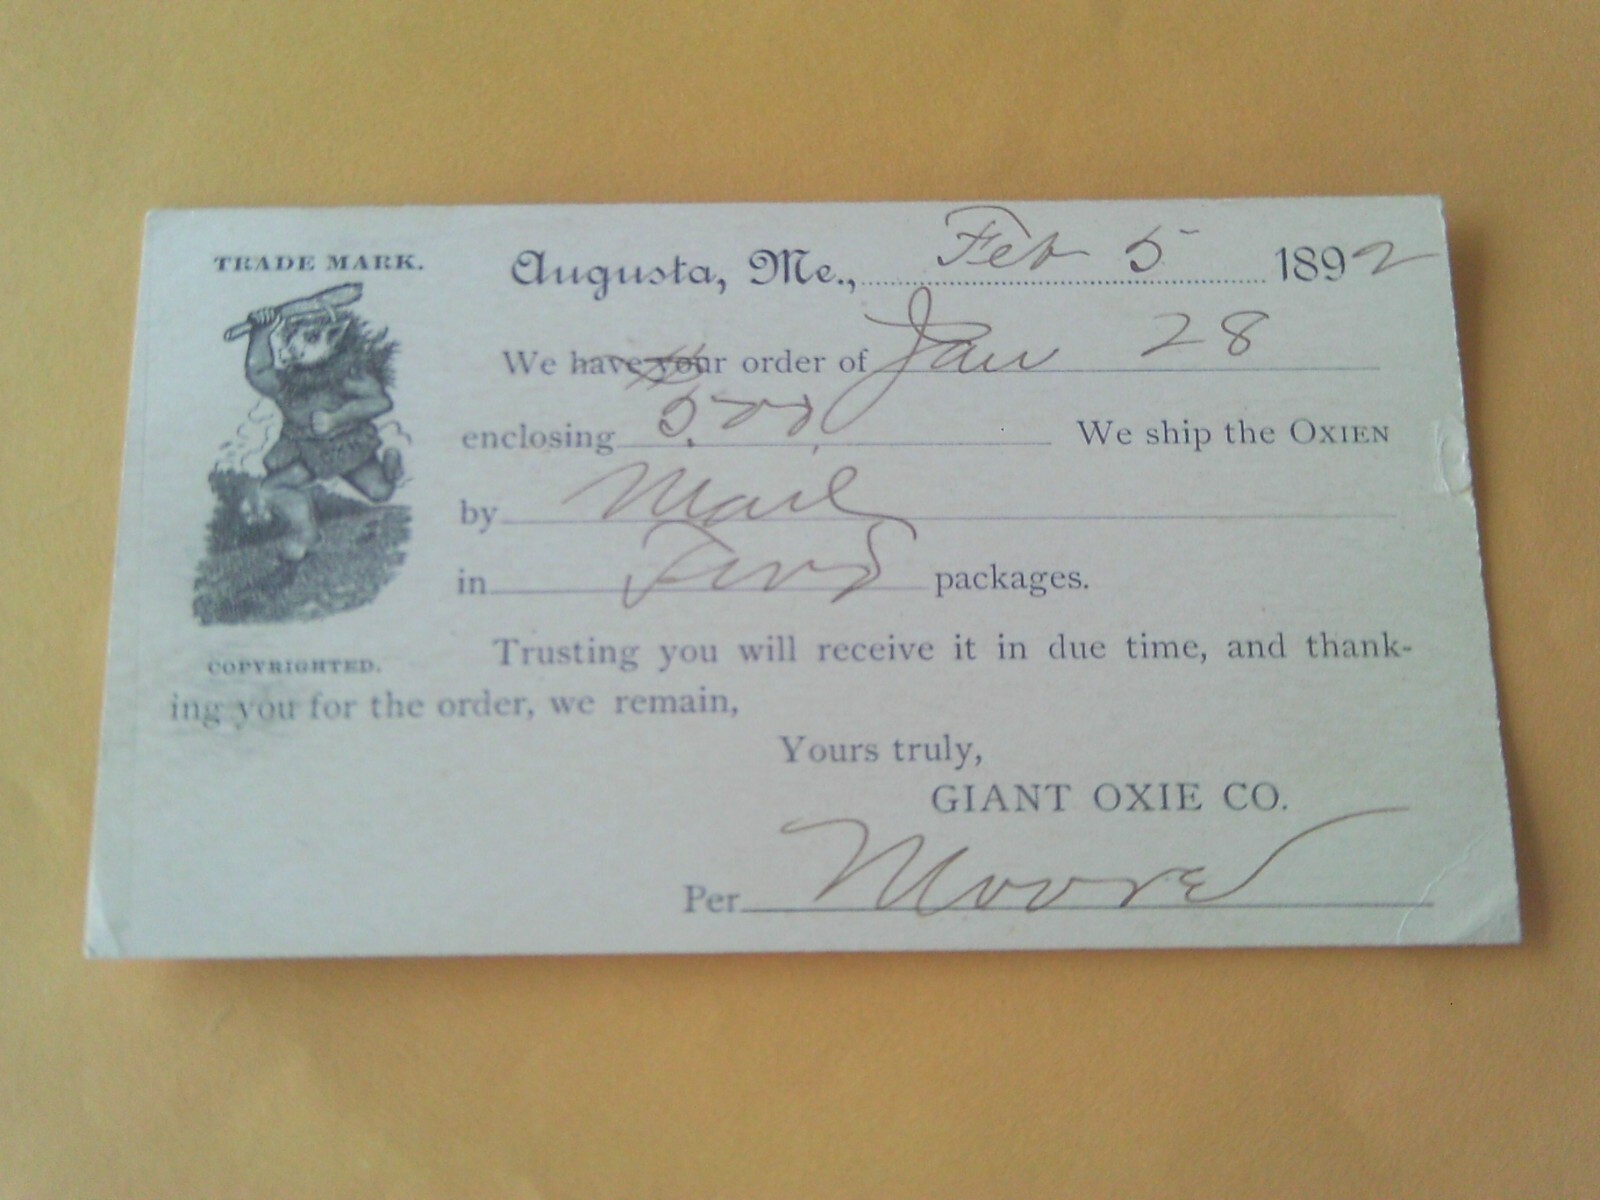 TRADE MARK.
Augusta, Me., Feb 5 1892
We have your order of Jan 28
enclosing 5.00, We ship the OXIEN
by Mail
in packages.
COPYRIGHTED.
Trusting you will receive it in due time, and thank-
ing you for the order, we remain,
Yours truly,
GIANT OXIE CO.
Per Moore